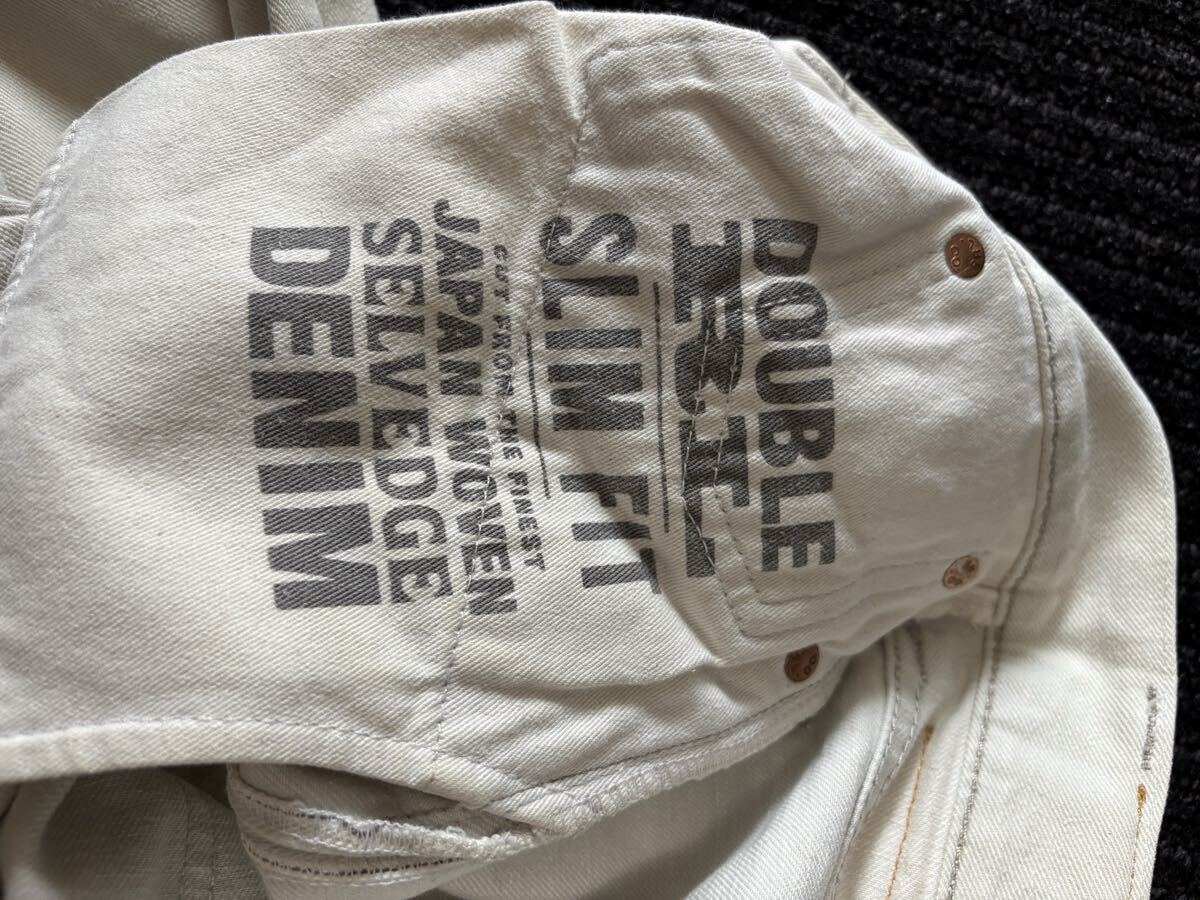 DOUBLE
RL
SLIM FIT
CUT FROM THE FINEST
JAPAN WOVEN
SELVEDGE
DENIM